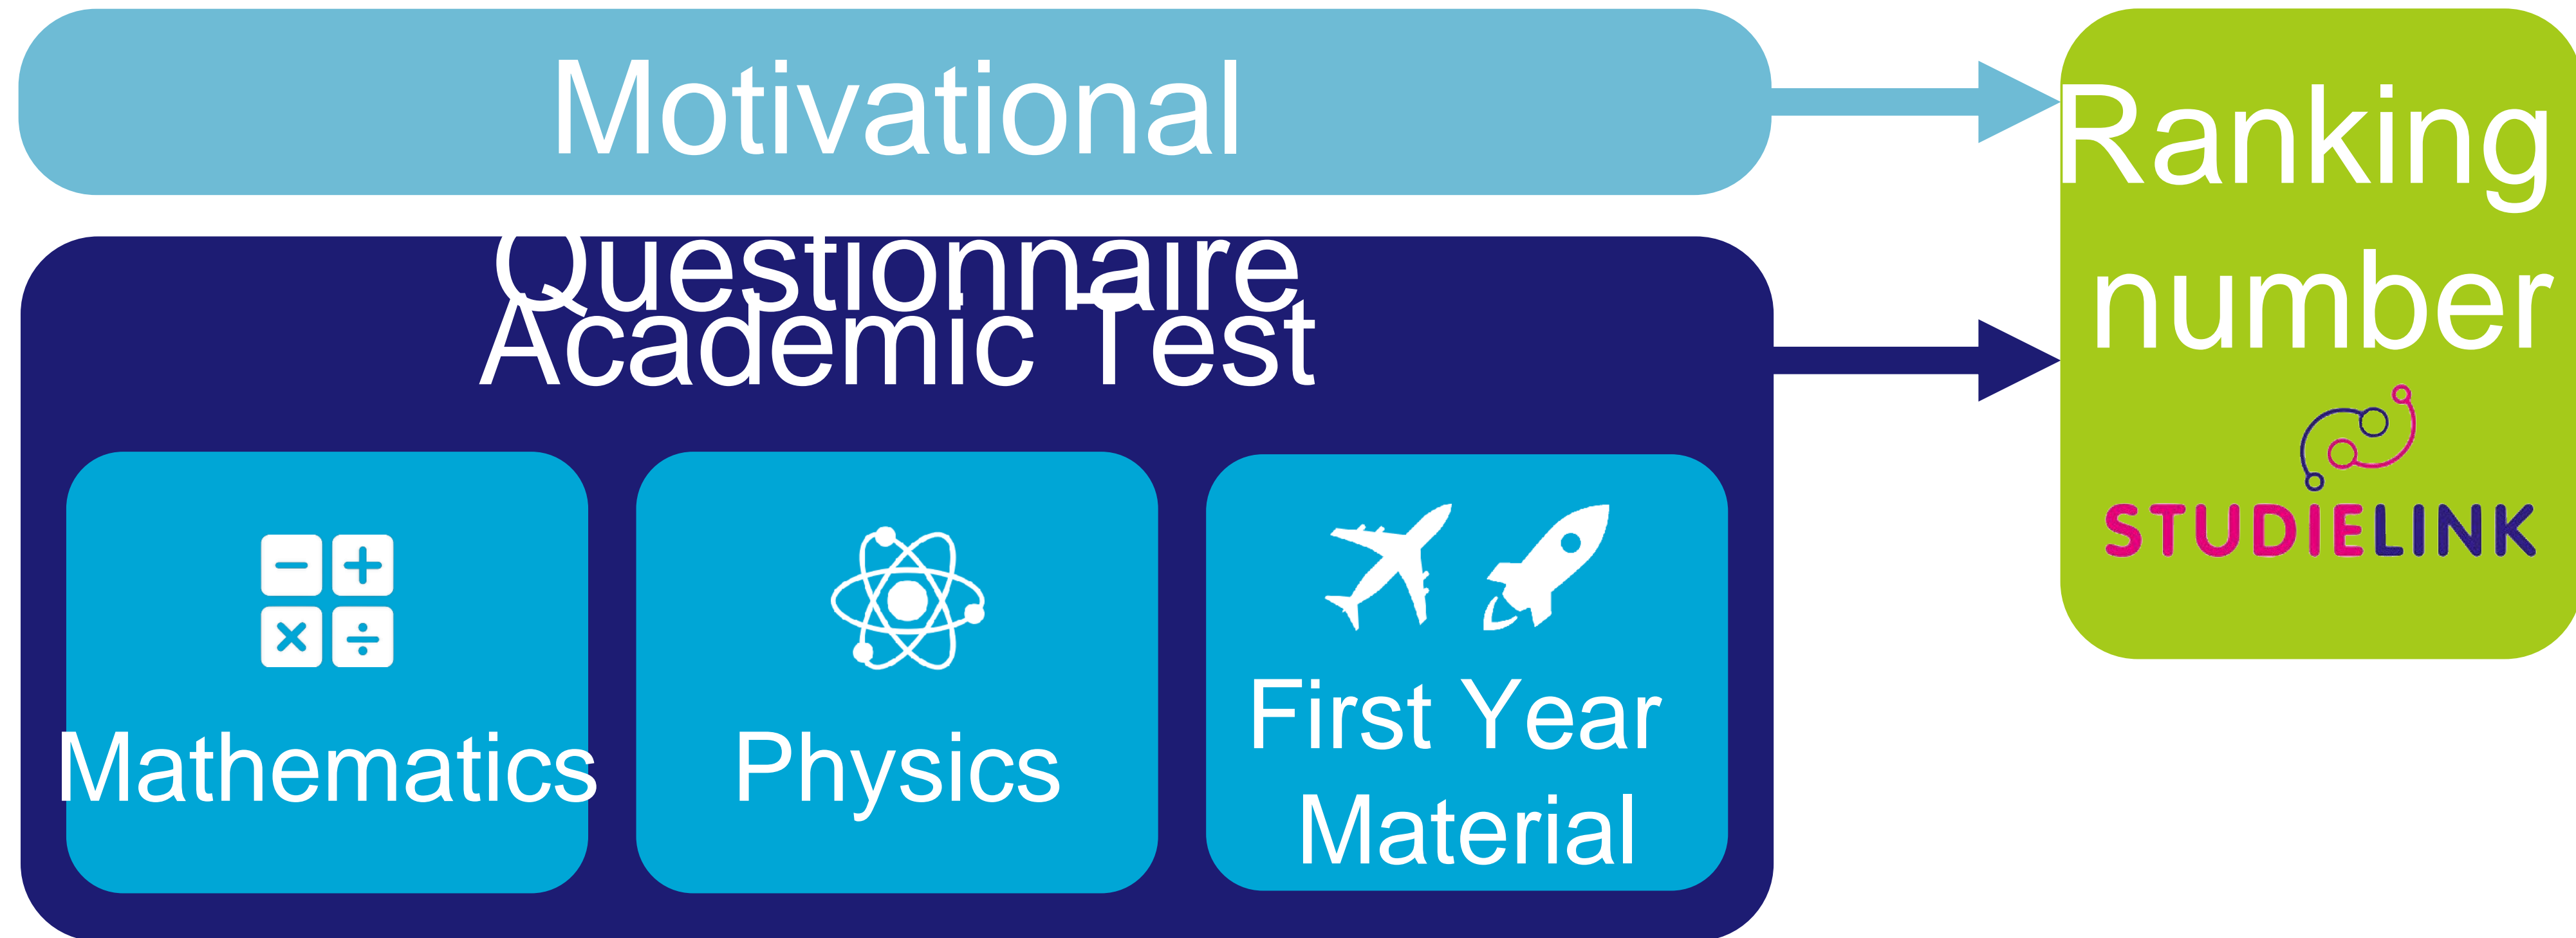 Motivational
Questionnaire
Academic Test
Mathematics
Physics
First Year
Material
Ranking
number
STUDIELINK